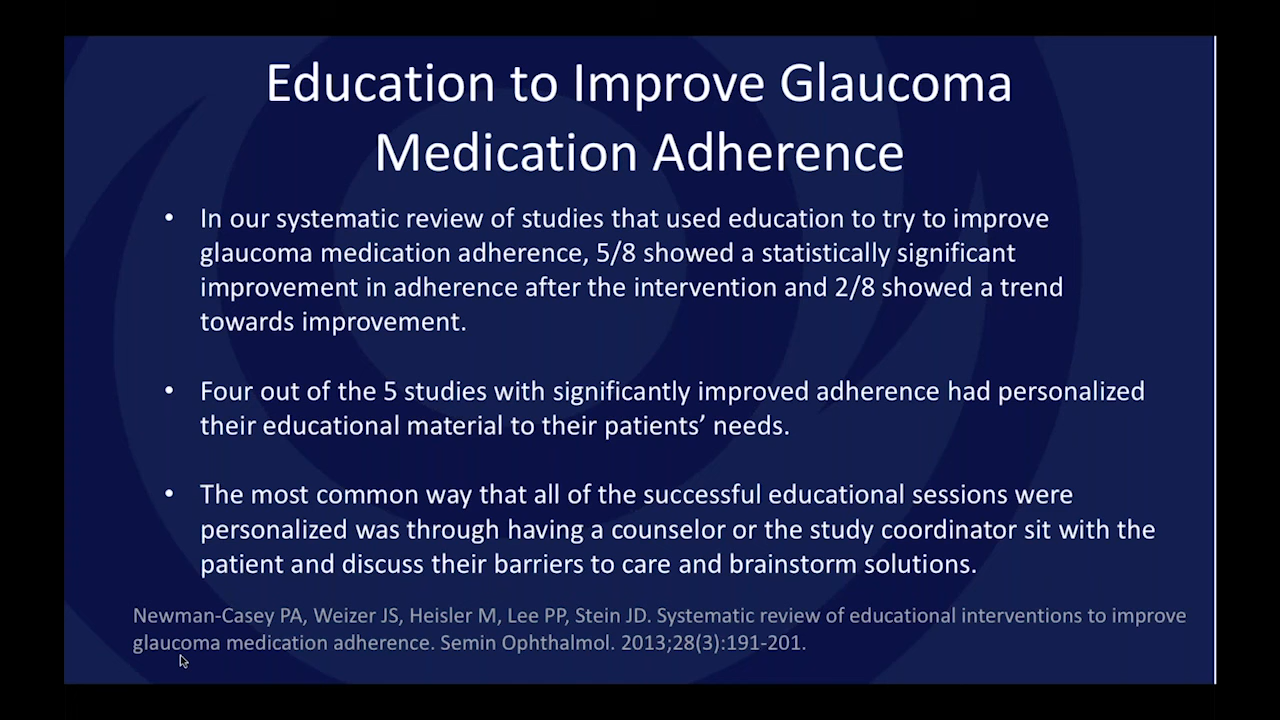 Education to Improve Glaucoma
Medication Adherence
• In our systematic review of studies that used education to try to improve
glaucoma medication adherence, 5/8 showed a statistically significant
improvement in adherence after the intervention and 2/8 showed a trend
towards improvement.
• Four out of the 5 studies with significantly improved adherence had personalized
their educational material to their patients’ needs.
• The most common way that all of the successful educational sessions were
personalized was through having a counselor or the study coordinator sit with the
patient and discuss their barriers to care and brainstorm solutions.
Newman-Casey PA, Weizer JS, Heisler M, Lee PP, Stein JD. Systematic review of educational interventions to improve
glaucoma medication adherence. Semin Ophthalmol. 2013;28(3):191-201.